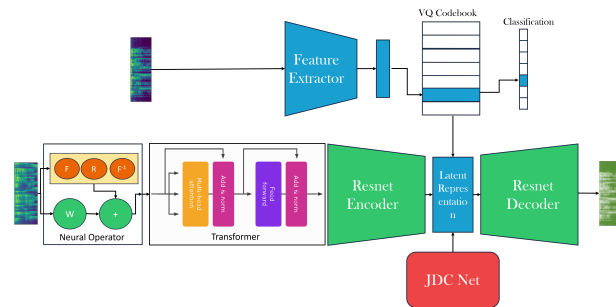 VQ Codebook
Classification
Feature
Extractor
F
R
F-1
W
+
Neural Operator
Multi-head
attention
Add & norm
Feed
forward
Add & norm
Transformer
Resnet
Encoder
Latent
Repres
entatio
n
Resnet
Decoder
JDC Net